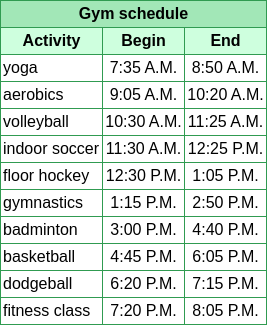 Gym schedule
Activity Begin End
yoga 7:35 A.M. 8:50 A.M.
aerobics 9:05 A.M. 10:20 A.M.
volleyball 10:30 A.M. 11:25 A.M.
indoor soccer 11:30 A.M. 12:25 P.M.
floor hockey 12:30 P.M. 1:05 P.M.
gymnastics 1:15 P.M. 2:50 P.M.
badminton 3:00 P.M. 4:40 P.M.
basketball 4:45 P.M. 6:05 P.M.
dodgeball 6:20 P.M. 7:15 P.M.
fitness class 7:20 P.M. 8:05 P.M.